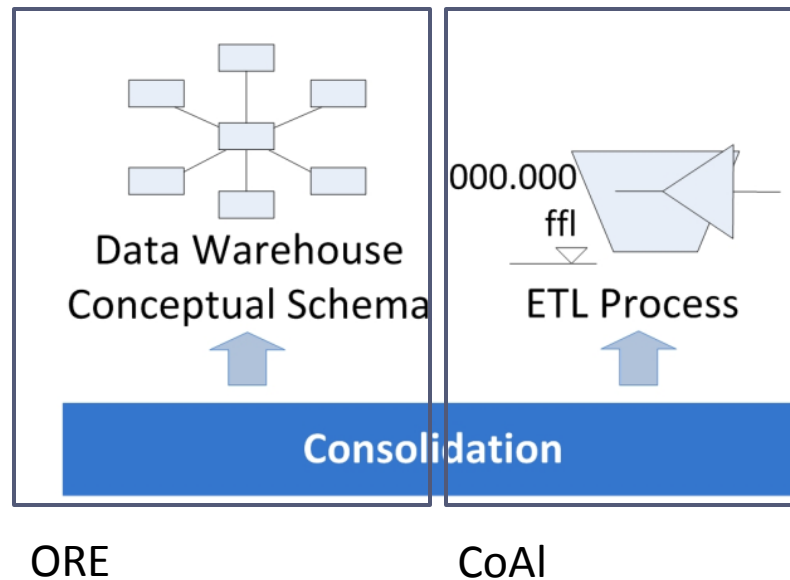 Data Warehouse
Conceptual Schema
000.000
ffl
ETL Process
Consolidation
ORE
CoAl